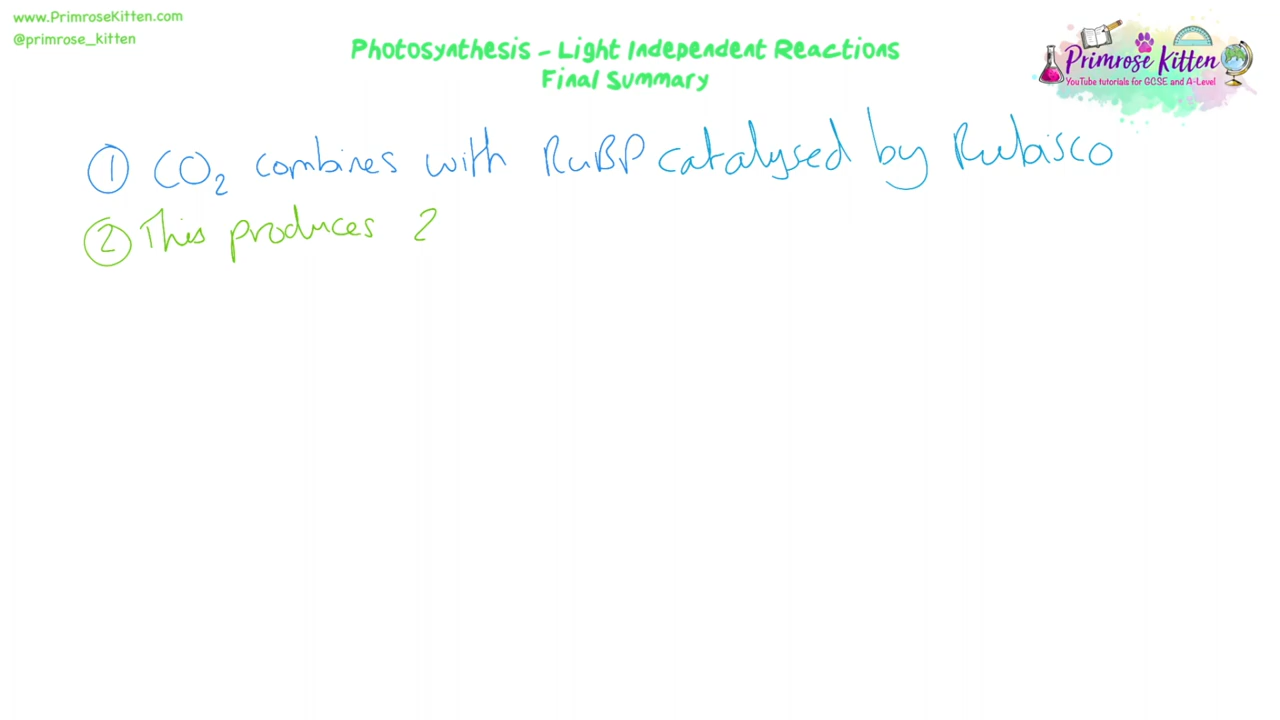 www.PrimroseKitten.com
@primrose_kitten
Photosynthesis - Light Independent Reactions
Final Summary
Primrose Kitten
YouTube tutorials for GCSE and A-Level
① CO₂ combines with RuBP catalysed by Rubisco
② This produces 2